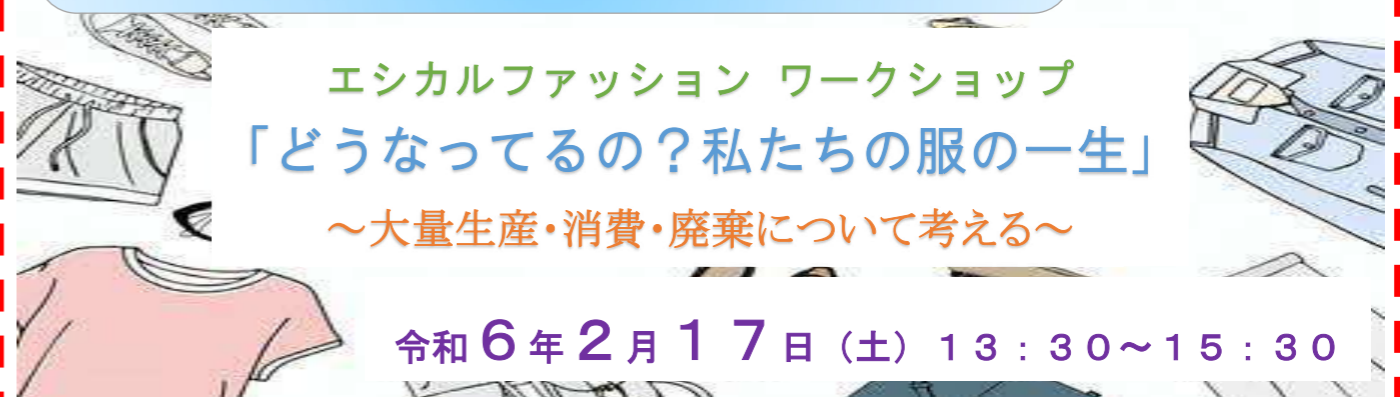 エシカルファッション ワークショップ
「どうなってるの？私たちの服の一生」
～大量生産・消費・廃棄について考える～
令和６年２月１７日（土）１３：３０～１５：３０